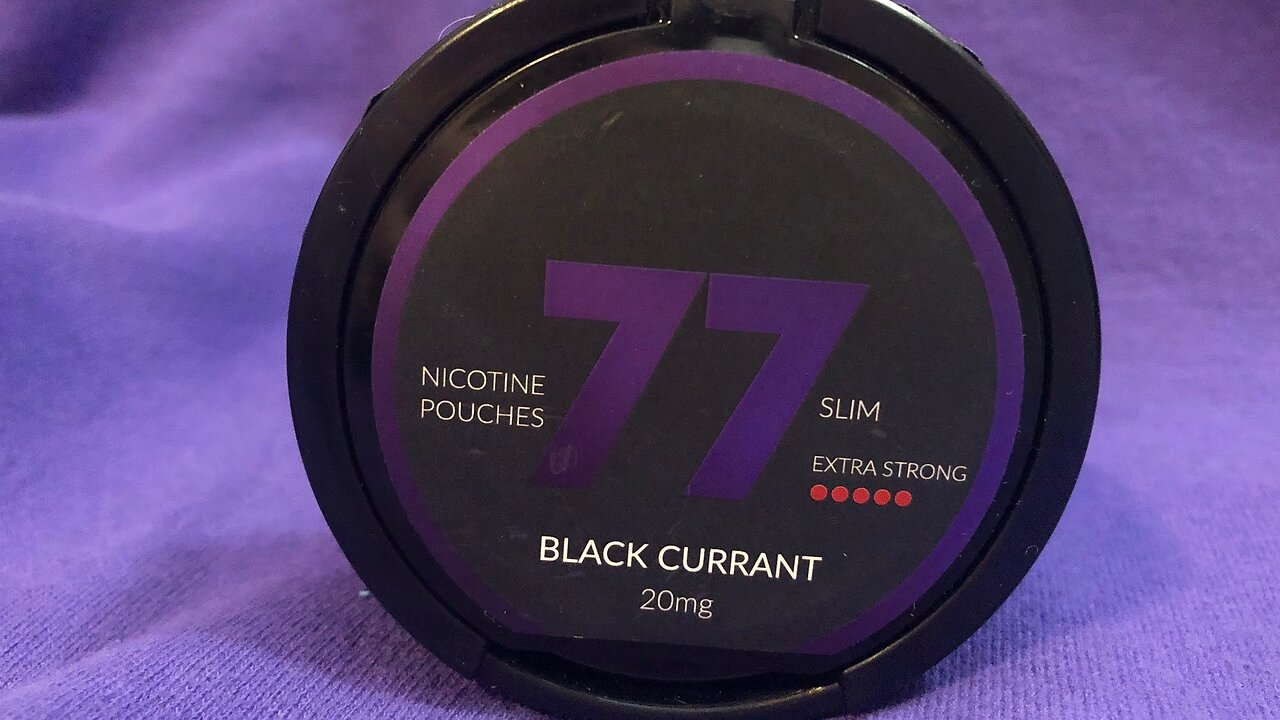 77
NICOTINE
POUCHES
SLIM
EXTRA STRONG
BLACK CURRANT
20mg